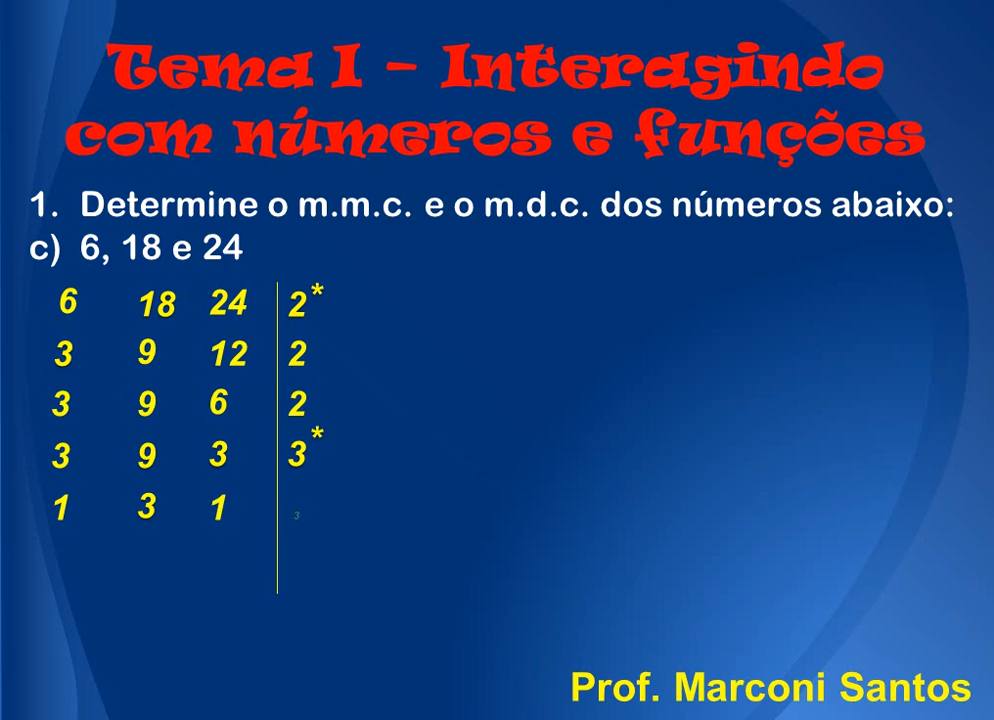 Tema I – Interagindo
com números e funções
1. Determine o m.m.c. e o m.d.c. dos números abaixo:
c) 6, 18 e 24
6 18 24 2*
3 9 12 2
3 9 6 2
3 9 3 3*
1 3 1 3
Prof. Marconi Santos